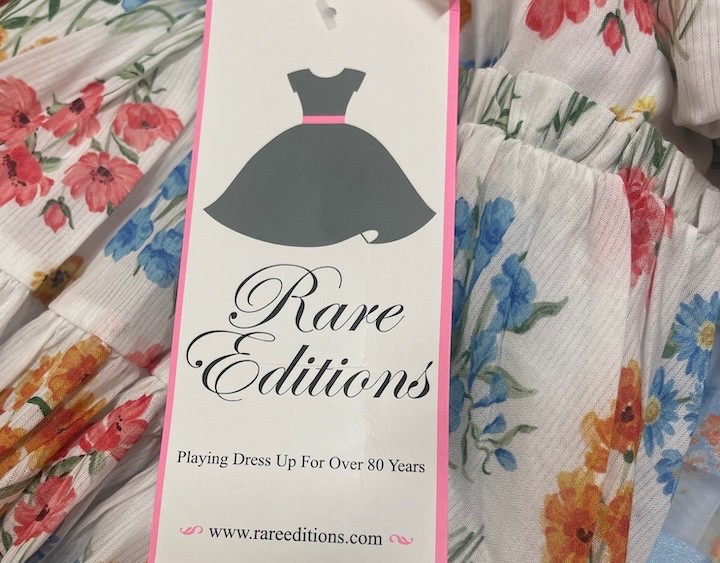 Rare
Editions
Playing Dress Up For Over 80 Years
www.rareeditions.com